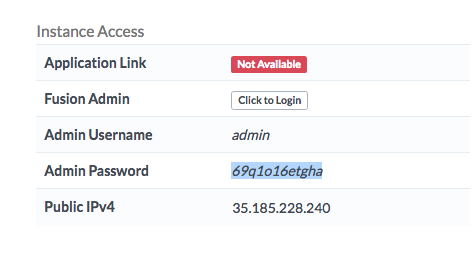 Instance Access
Application Link Not Available
Fusion Admin Click to Login
Admin Username admin
Admin Password 69q1o16etgha
Public IPv4 35.185.228.240